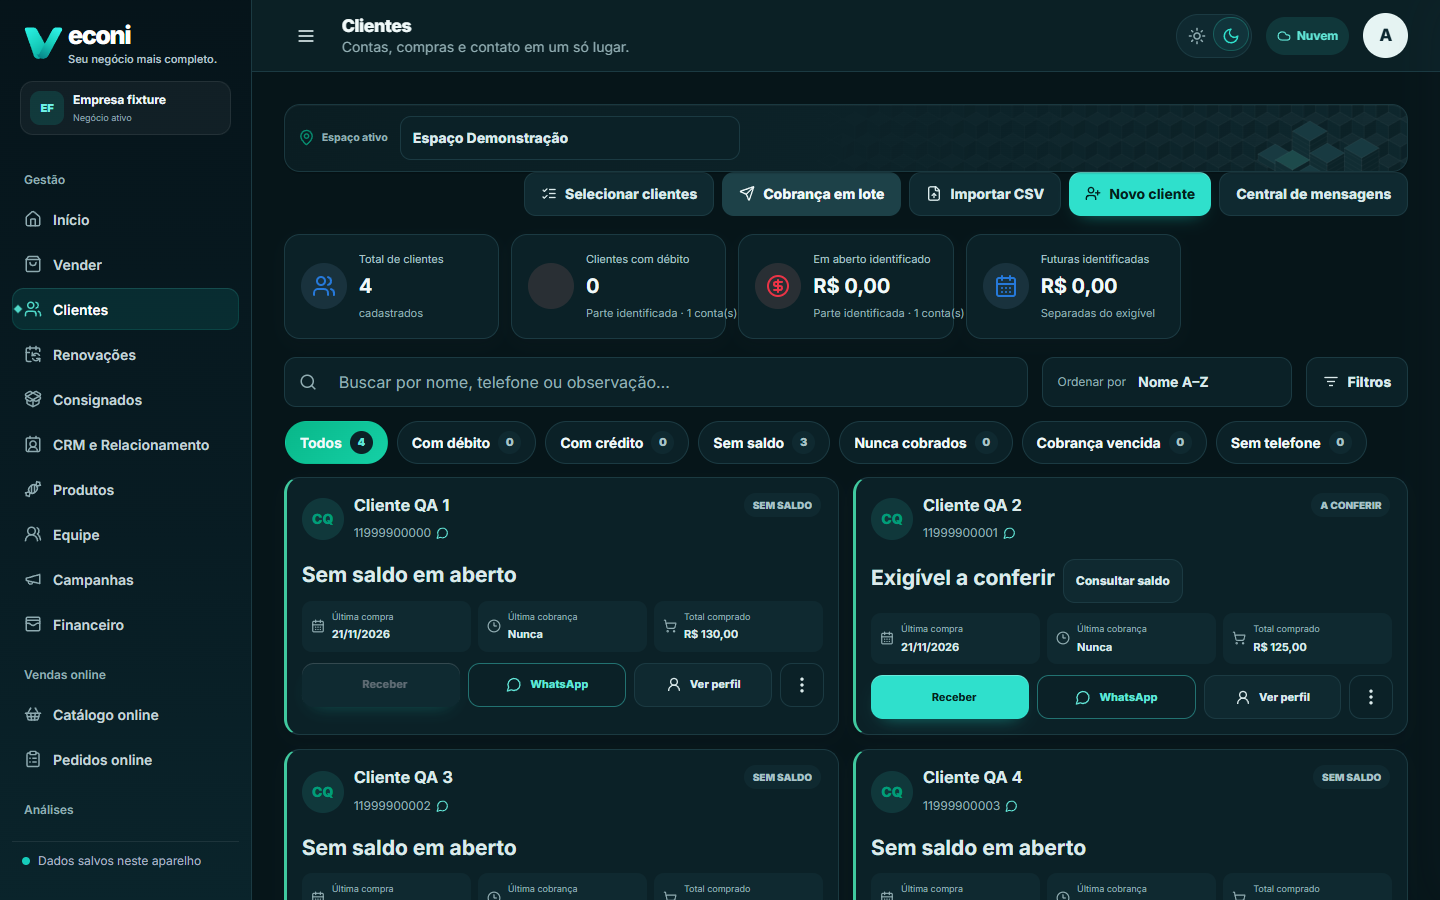 Veconi
Seu negócio mais completo.
EF
Empresa fixture
Negócio ativo
Gestão
Início
Vender
Clientes
Renovações
Consignados
CRM e Relacionamento
Produtos
Equipe
Campanhas
Financeiro
Vendas online
Catálogo online
Pedidos online
Análises
Dados salvos neste aparelho
Clientes
Contas, compras e contato em um só lugar.
Nuvem
A
Espaço ativo
Espaço Demonstração
Selecionar clientes
Cobrança em lote
Importar CSV
Novo cliente
Central de mensagens
Total de clientes
4
cadastrados
Clientes com débito
0
Parte identificada · 1 conta(s)
Em aberto identificado
R$ 0,00
Parte identificada · 1 conta(s)
Futuras identificadas
R$ 0,00
Separadas do exigível
Buscar por nome, telefone ou observação...
Ordenar por Nome A–Z
Filtros
Todos 4
Com débito 0
Com crédito 0
Sem saldo 3
Nunca cobrados 0
Cobrança vencida 0
Sem telefone 0
CQ
Cliente QA 1
SEM SALDO
11999900000
Sem saldo em aberto
Última compra
21/11/2026
Última cobrança
Nunca
Total comprado
R$ 130,00
Receber
WhatsApp
Ver perfil
CQ
Cliente QA 2
A CONFERIR
11999900001
Exigível a conferir
Consultar saldo
Última compra
21/11/2026
Última cobrança
Nunca
Total comprado
R$ 125,00
Receber
WhatsApp
Ver perfil
CQ
Cliente QA 3
SEM SALDO
11999900002
Sem saldo em aberto
Última compra
Última cobrança
Total comprado
CQ
Cliente QA 4
SEM SALDO
11999900003
Sem saldo em aberto
Última compra
Última cobrança
Total comprado